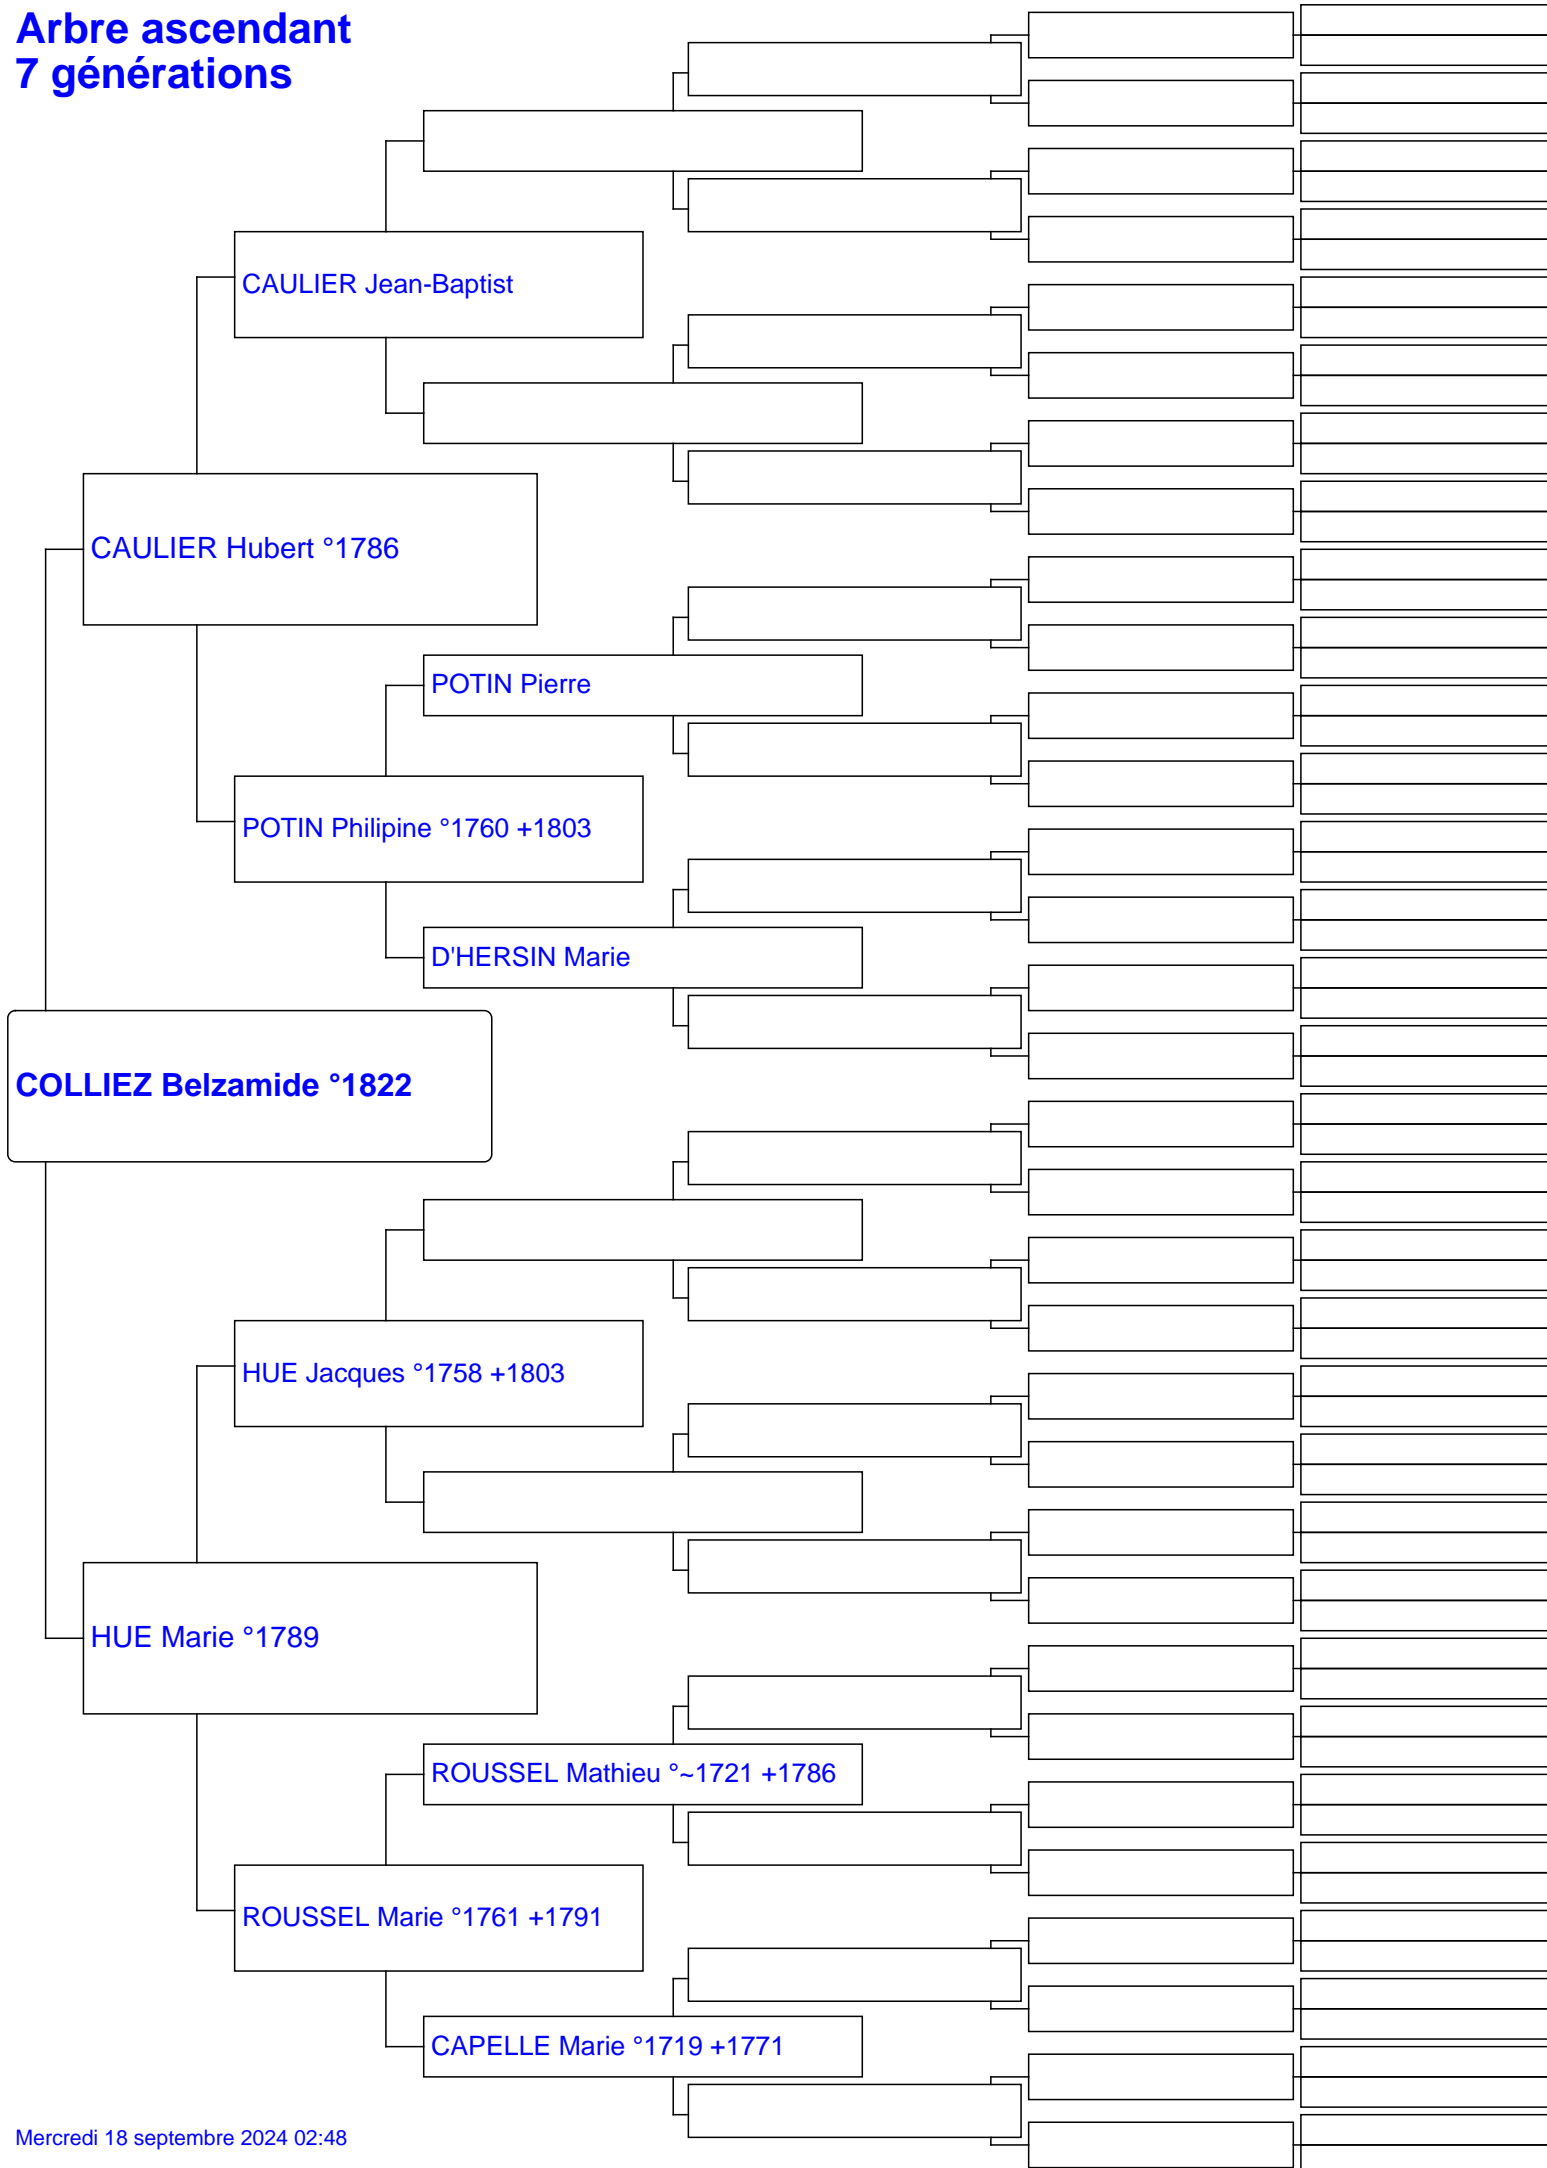 Arbre ascendant
7 générations
CAULIER Jean-Baptist
CAULIER Hubert °1786
POTIN Pierre
POTIN Philipine °1760 +1803
D'HERSIN Marie
COLLIEZ Belzamide °1822
HUE Jacques °1758 +1803
HUE Marie °1789
ROUSSEL Mathieu °~1721 +1786
ROUSSEL Marie °1761 +1791
CAPELLE Marie °1719 +1771
Mercredi 18 septembre 2024 02:48